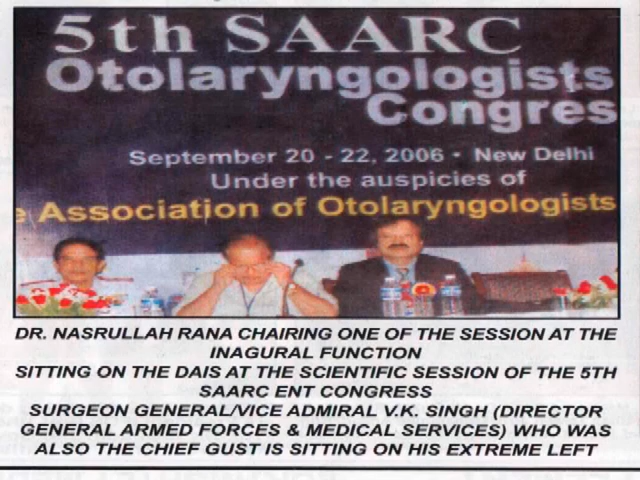 5th SAARC
Otolaryngologists
Congres
September 20 - 22, 2006 • New Delhi
Under the auspicies of
e Association of Otolaryngologists
DR. NASRULLAH RANA CHAIRING ONE OF THE SESSION AT THE
INAGURAL FUNCTION
SITTING ON THE DAIS AT THE SCIENTIFIC SESSION OF THE 5TH
SAARC ENT CONGRESS
SURGEON GENERAL/VICE ADMIRAL V.K. SINGH (DIRECTOR
GENERAL ARMED FORCES & MEDICAL SERVICES) WHO WAS
ALSO THE CHIEF GUST IS SITTING ON HIS EXTREME LEFT